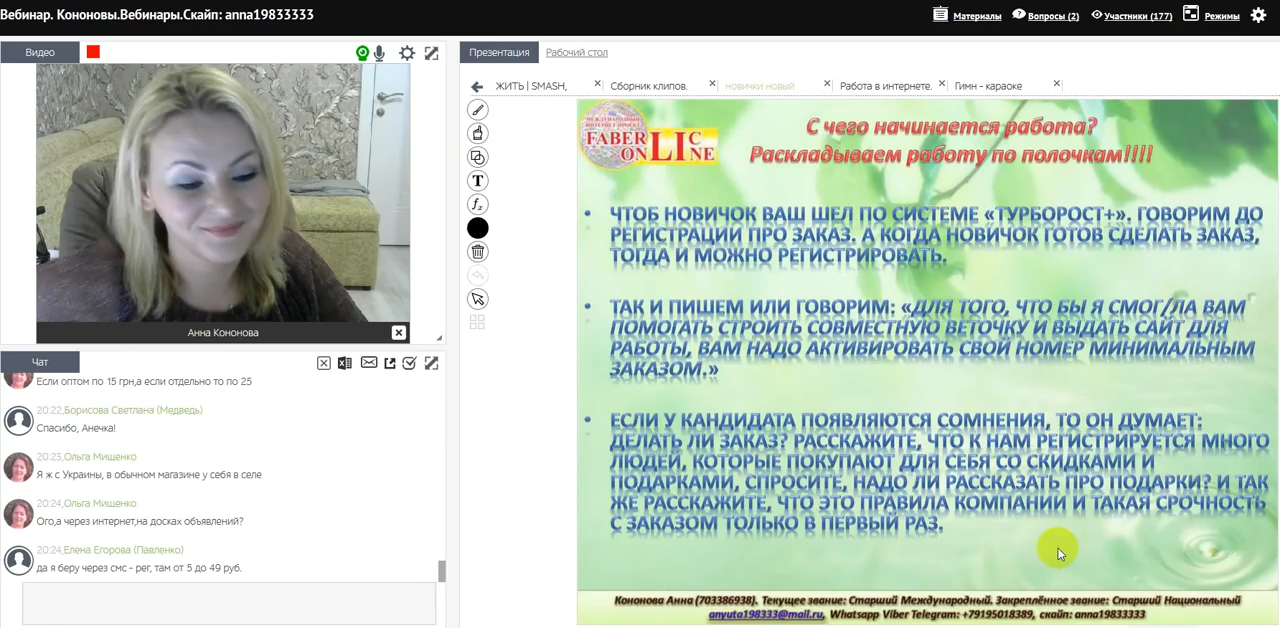 Вебинар. Кононовы.Вебинары.Скайп: anna19833333
Материалы
Вопросы (2)
Участники (177)
Режимы
Видео
Анна Кононова
Чат
Если оптом по 15 грн,а если отдельно то по 25
20:22,Борисова Светлана (Медведь)
Спасибо, Анечка!
20:23,Ольга Мищенко
Я ж с Украины, в обычном магазине у себя в селе
20:24,Ольга Мищенко
Ого,а через интернет,на досках объявлений?
20:24,Елена Егорова (Павленко)
да я беру через смс - рег, там от 5 до 49 руб.
Презентация
Рабочий стол
ЖИТЬ | SMASH,
Сборник клипов.
новички новый
Работа в интернете.
Гимн - караоке
T
fx
МЕЖДУНАРОДНЫЙ
ИНТЕРНЕТ-ПРОЕКТ
FABERLIC
ONLINE
С чего начинается работа?
Раскладываем работу по полочкам!!!!
• ЧТОБ НОВИЧОК ВАШ ШЕЛ ПО СИСТЕМЕ «ТУРБОРОСТ+». ГОВОРИМ ДО
РЕГИСТРАЦИИ ПРО ЗАКАЗ. А КОГДА НОВИЧОК ГОТОВ СДЕЛАТЬ ЗАКАЗ,
ТОГДА И МОЖНО РЕГИСТРИРОВАТЬ.
• ТАК И ПИШЕМ ИЛИ ГОВОРИМ: «ДЛЯ ТОГО, ЧТО БЫ Я СМОГ/ЛА ВАМ
ПОМОГАТЬ СТРОИТЬ СОВМЕСТНУЮ ВЕТОЧКУ И ВЫДАТЬ САЙТ ДЛЯ
РАБОТЫ, ВАМ НАДО АКТИВИРОВАТЬ СВОЙ НОМЕР МИНИМАЛЬНЫМ
ЗАКАЗОМ.»
• ЕСЛИ У КАНДИДАТА ПОЯВЛЯЮТСЯ СОМНЕНИЯ, ТО ОН ДУМАЕТ:
ДЕЛАТЬ ЛИ ЗАКАЗ? РАССКАЖИТЕ, ЧТО К НАМ РЕГИСТРИРУЕТСЯ МНОГО
ЛЮДЕЙ, КОТОРЫЕ ПОКУПАЮТ ДЛЯ СЕБЯ СО СКИДКАМИ И
ПОДАРКАМИ, СПРОСИТЕ, НАДО ЛИ РАССКАЗАТЬ ПРО ПОДАРКИ? И ТАК
ЖЕ РАССКАЖИТЕ, ЧТО ЭТО ПРАВИЛА КОМПАНИИ И ТАКАЯ СРОЧНОСТЬ
С ЗАКАЗОМ ТОЛЬКО В ПЕРВЫЙ РАЗ.
Кононова Анна (703386938). Текущее звание: Старший Международный. Закреплённое звание: Старший Национальный
anyuta198333@mail.ru, Whatsapp Viber Telegram: +79195018389, скайп: anna19833333